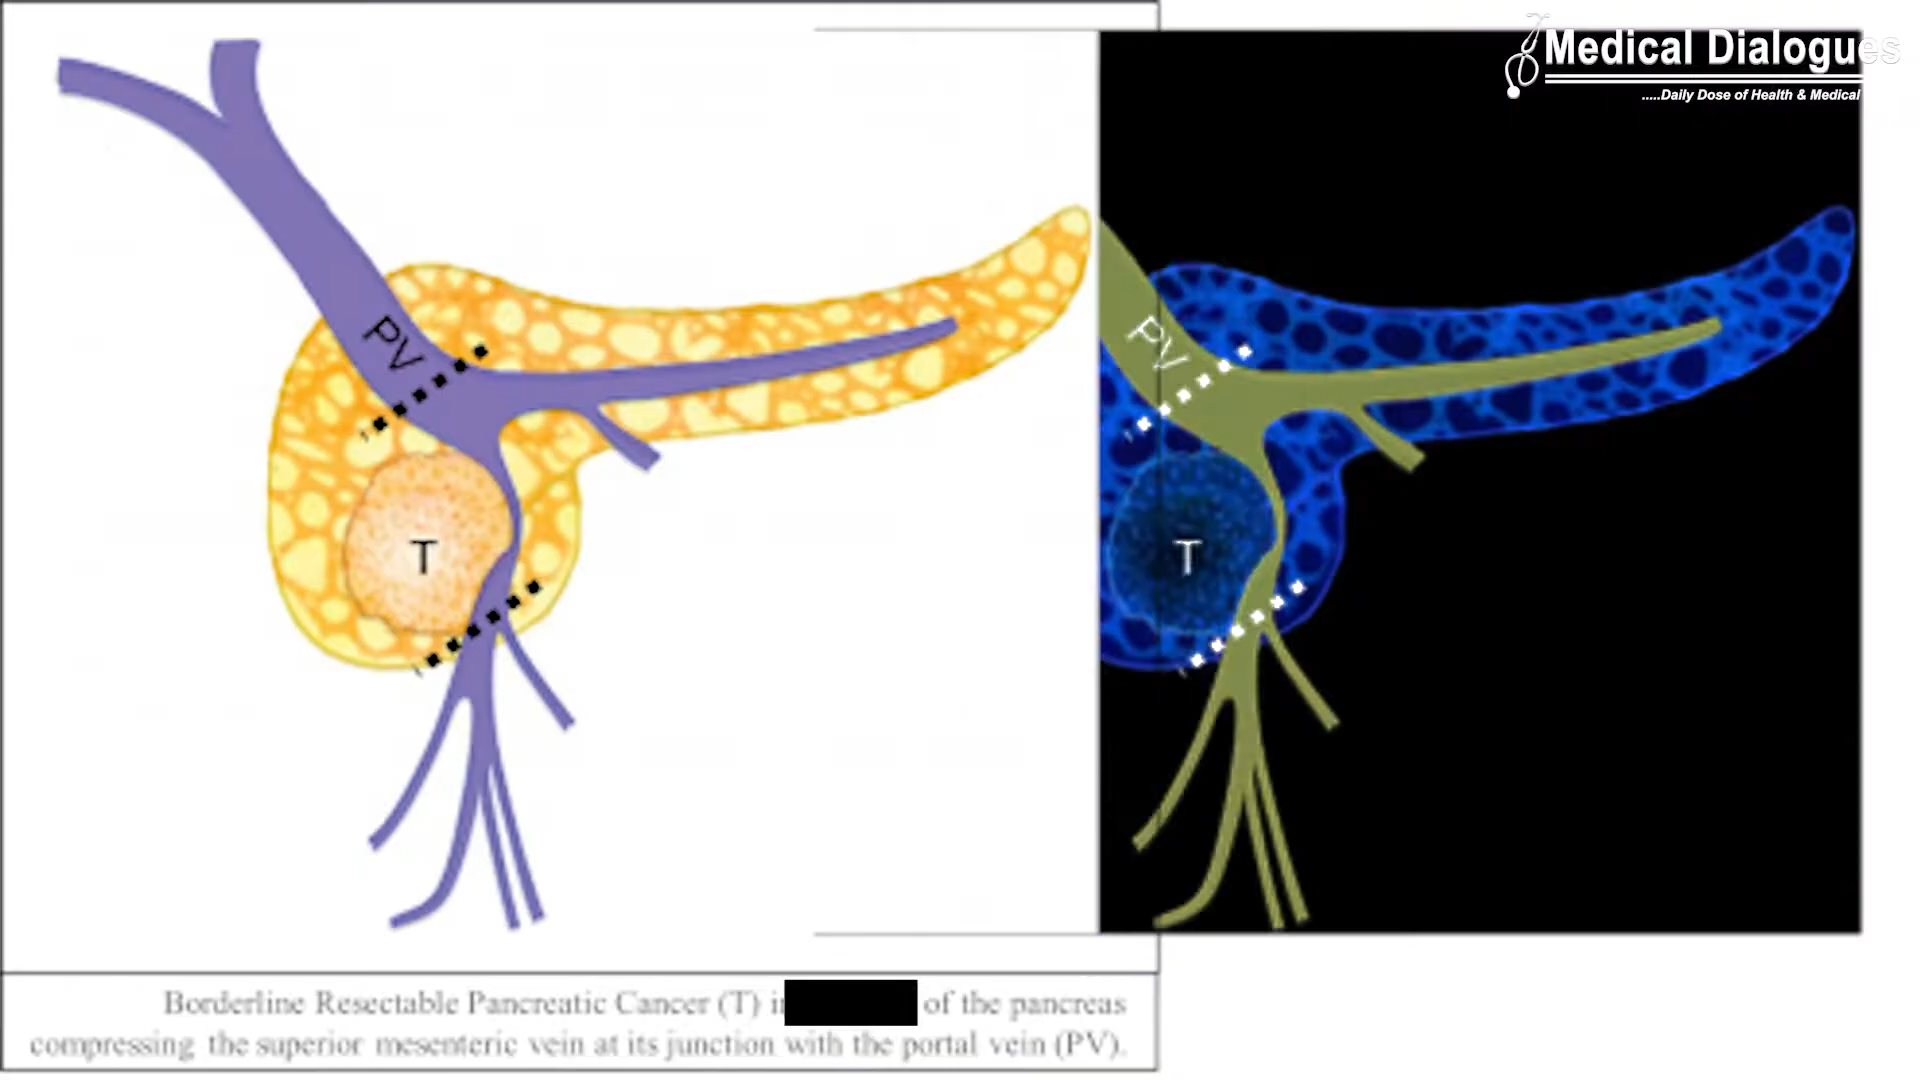 Medical Dialogues
.....Daily Dose of Health & Medical
PV
PV
T
T
Borderline Resectable Pancreatic Cancer (T) of the pancreas
compressing the superior mesenteric vein at its junction with the portal vein (PV).